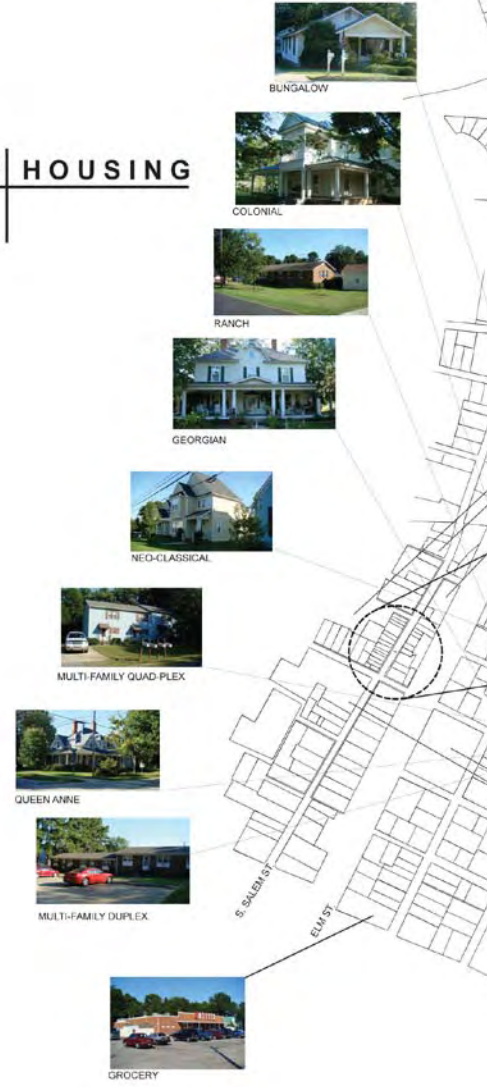 BUNGALOW
HOUSING
COLONIAL
RANCH
GEORGIAN
NEO-CLASSICAL
MULTI-FAMILY QUAD-PLEX
QUEEN ANNE
MULTI-FAMILY DUPLEX
S. SALEM ST
ELM ST
GROCERY